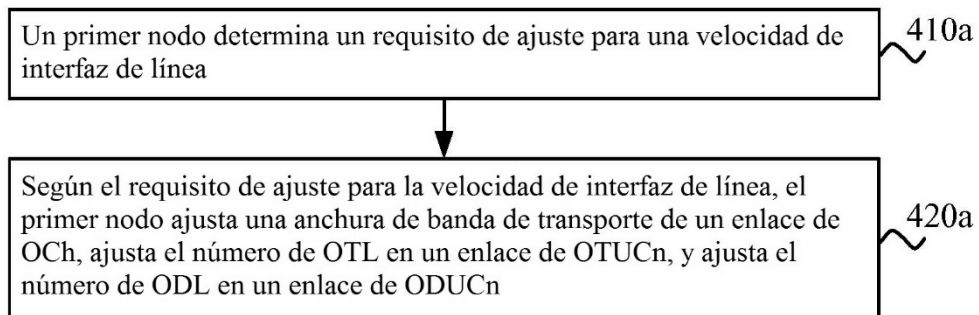 Un primer nodo determina un requisito de ajuste para una velocidad de
interfaz de línea
410a
Según el requisito de ajuste para la velocidad de interfaz de línea, el
primer nodo ajusta una anchura de banda de transporte de un enlace de
OCh, ajusta el número de OTL en un enlace de OTUCn, y ajusta el
número de ODL en un enlace de ODUCn
420a